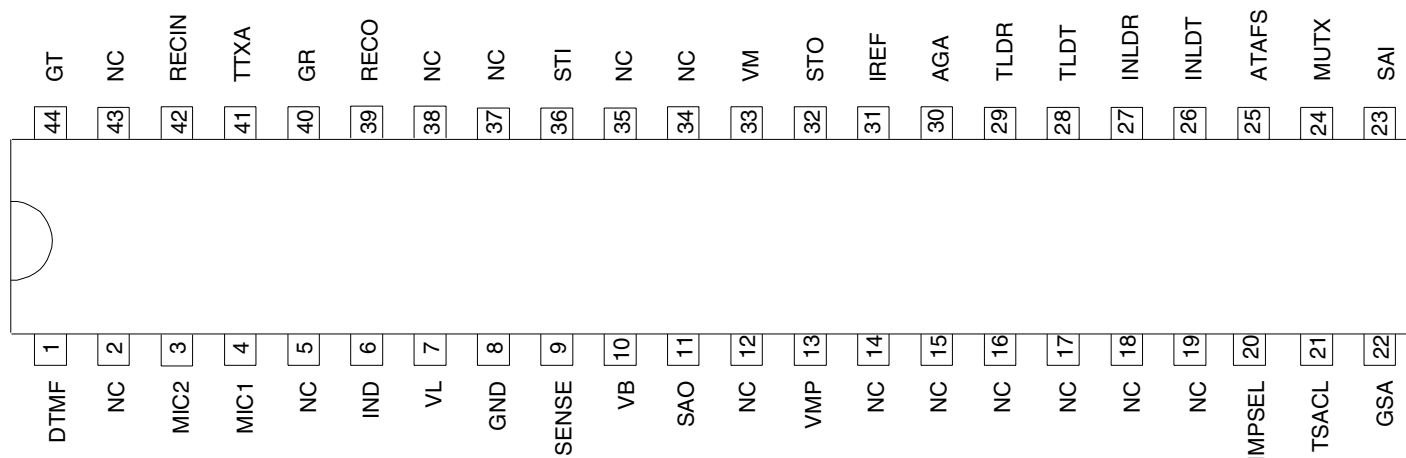 GT NC RECIN TTXA GR RECO NC NC STI NC NC VM STO IREF AGA TLDR TLDT INLDR INLDT ATAFS MUTX SAI
44 43 42 41 40 39 38 37 36 35 34 33 32 31 30 29 28 27 26 25 24 23
1 2 3 4 5 6 7 8 9 10 11 12 13 14 15 16 17 18 19 20 21 22
DTMF NC MIC2 MIC1 NC IND VL GND SENSE VB SAO NC VMP NC NC NC NC NC NC IMPSEL TSACL GSA